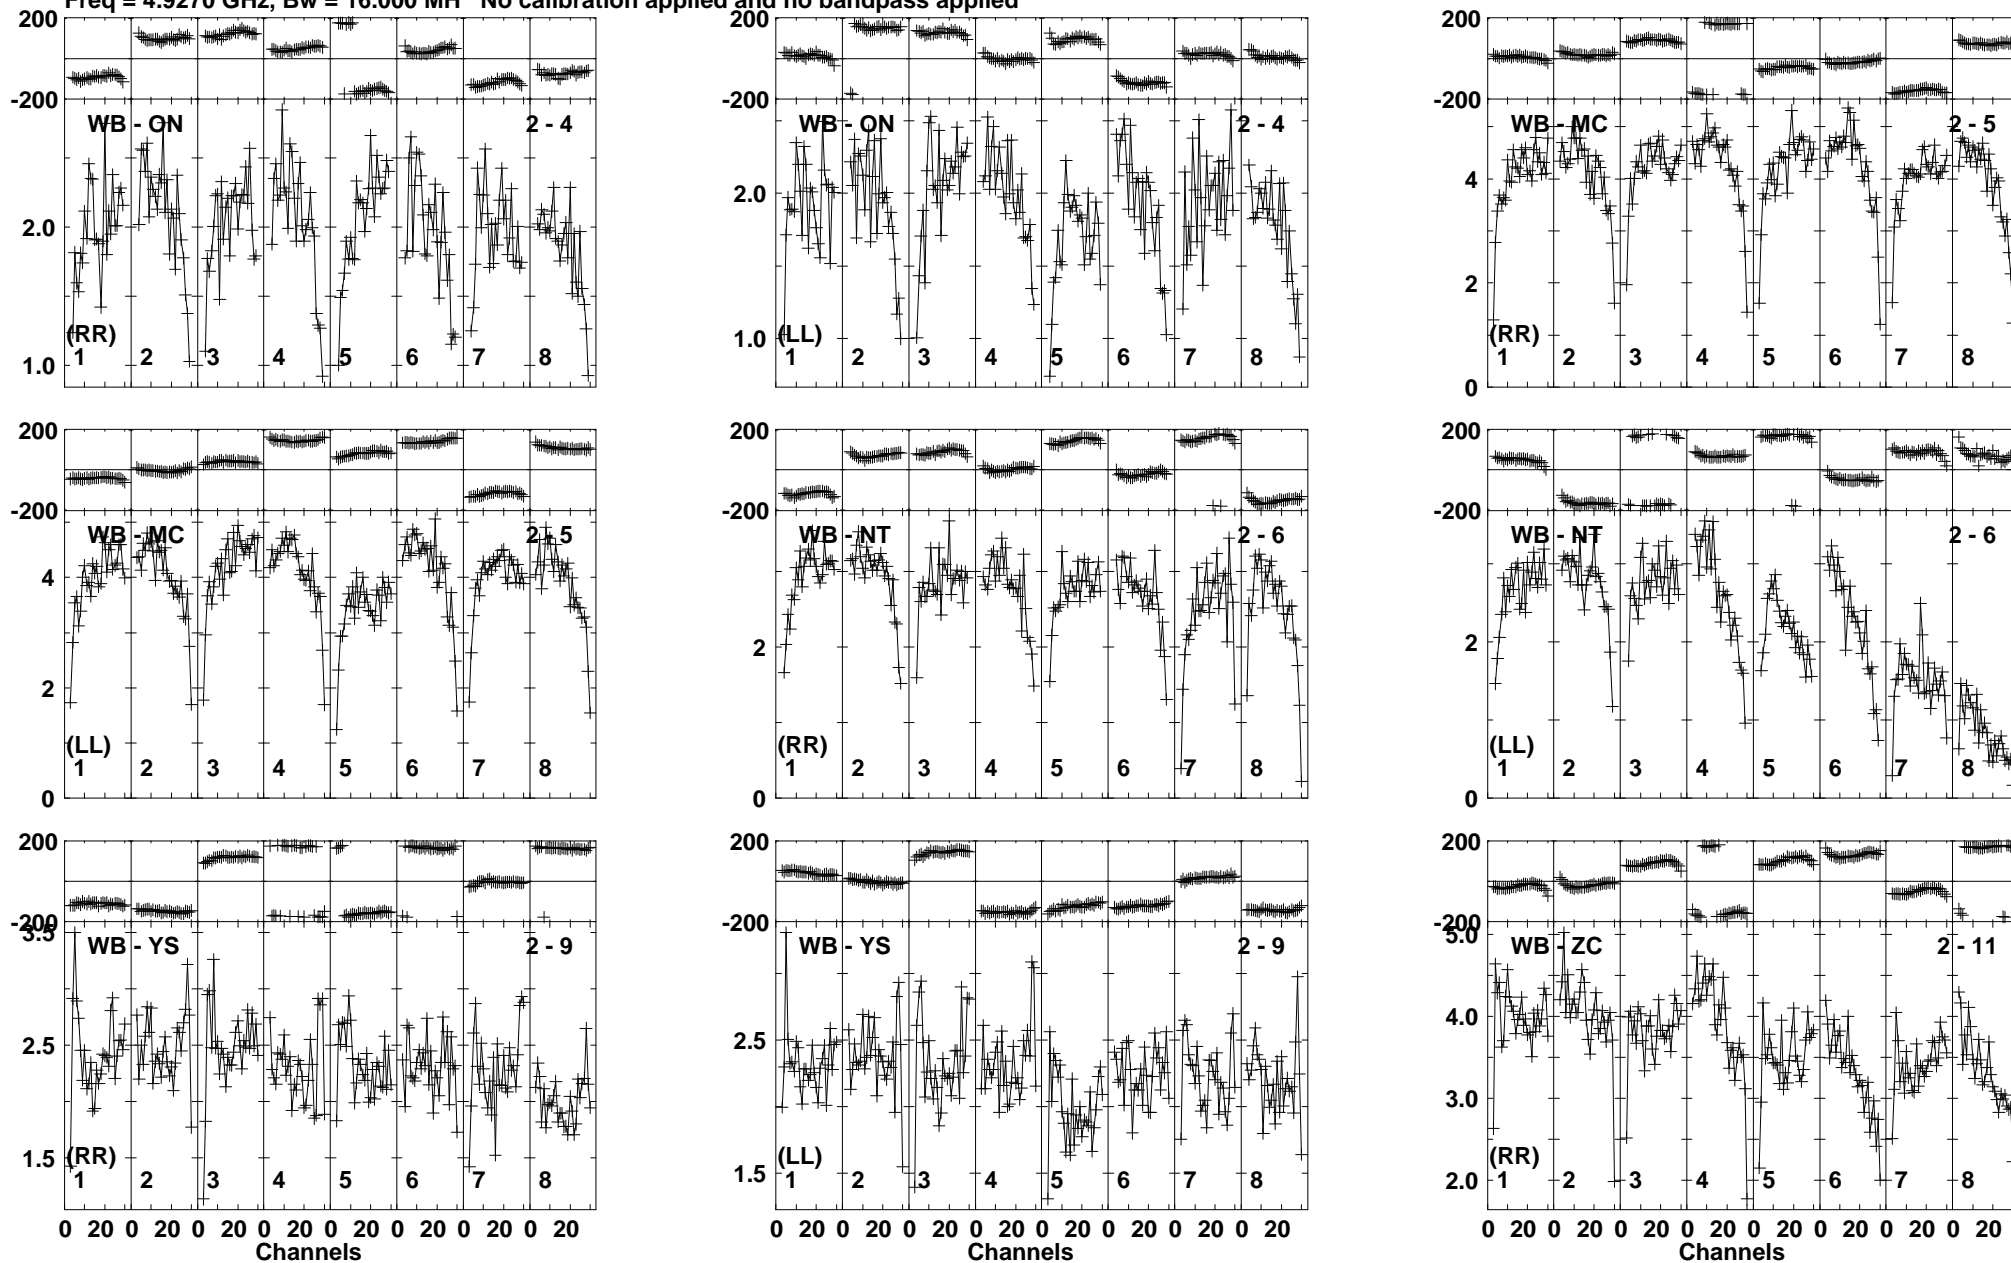 Freq = 4.9270 GHz, Bw = 16.000 MH No calibration applied and no bandpass applied
200
-200
WB - ON 2 - 4
2.0
1.0
(RR)
1 2 3 4 5 6 7 8
WB - ON 2 - 4
200
-200
2.0
1.0
(LL)
1 2 3 4 5 6 7 8
200
-200
WB - MC 2 - 5
4
2
0
(RR)
1 2 3 4 5 6 7 8
200
-200
WB - MC 2 - 5
4
2
0
(LL)
1 2 3 4 5 6 7 8
200
-200
WB - NT 2 - 6
2
0
(RR)
1 2 3 4 5 6 7 8
200
-200
WB - NT 2 - 6
2
0
(LL)
1 2 3 4 5 6 7 8
200
-200
3.5
WB - YS 2 - 9
2.5
1.5
(RR)
1 2 3 4 5 6 7 8
0 20 0 20 0 20 0 20 0 20 0 20 0 20 0 20
Channels
200
-200
WB - YS 2 - 9
2.5
1.5
(LL)
1 2 3 4 5 6 7 8
0 20 0 20 0 20 0 20 0 20 0 20 0 20 0 20
Channels
200
-200
5.0
WB - ZC 2 - 11
4.0
3.0
2.0
(RR)
1 2 3 4 5 6 7 8
0 20 0 20 0 20 0 20 0 20 0 20 0 20 0 20
Channels